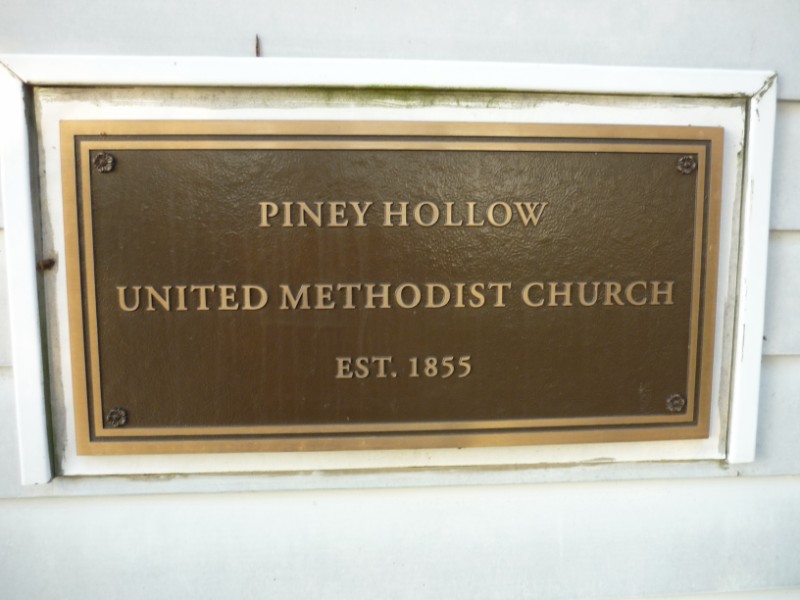 PINEY HOLLOW
UNITED METHODIST CHURCH
EST. 1855